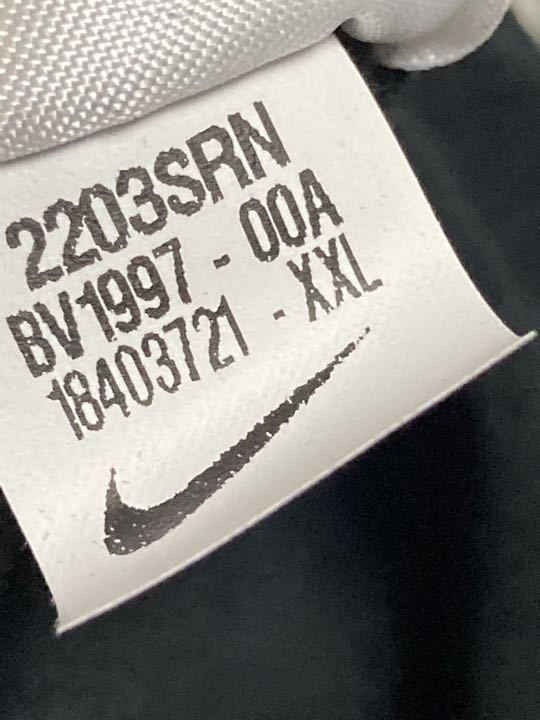 2203SRN
BV1997 - 00A
18403721 - XXL